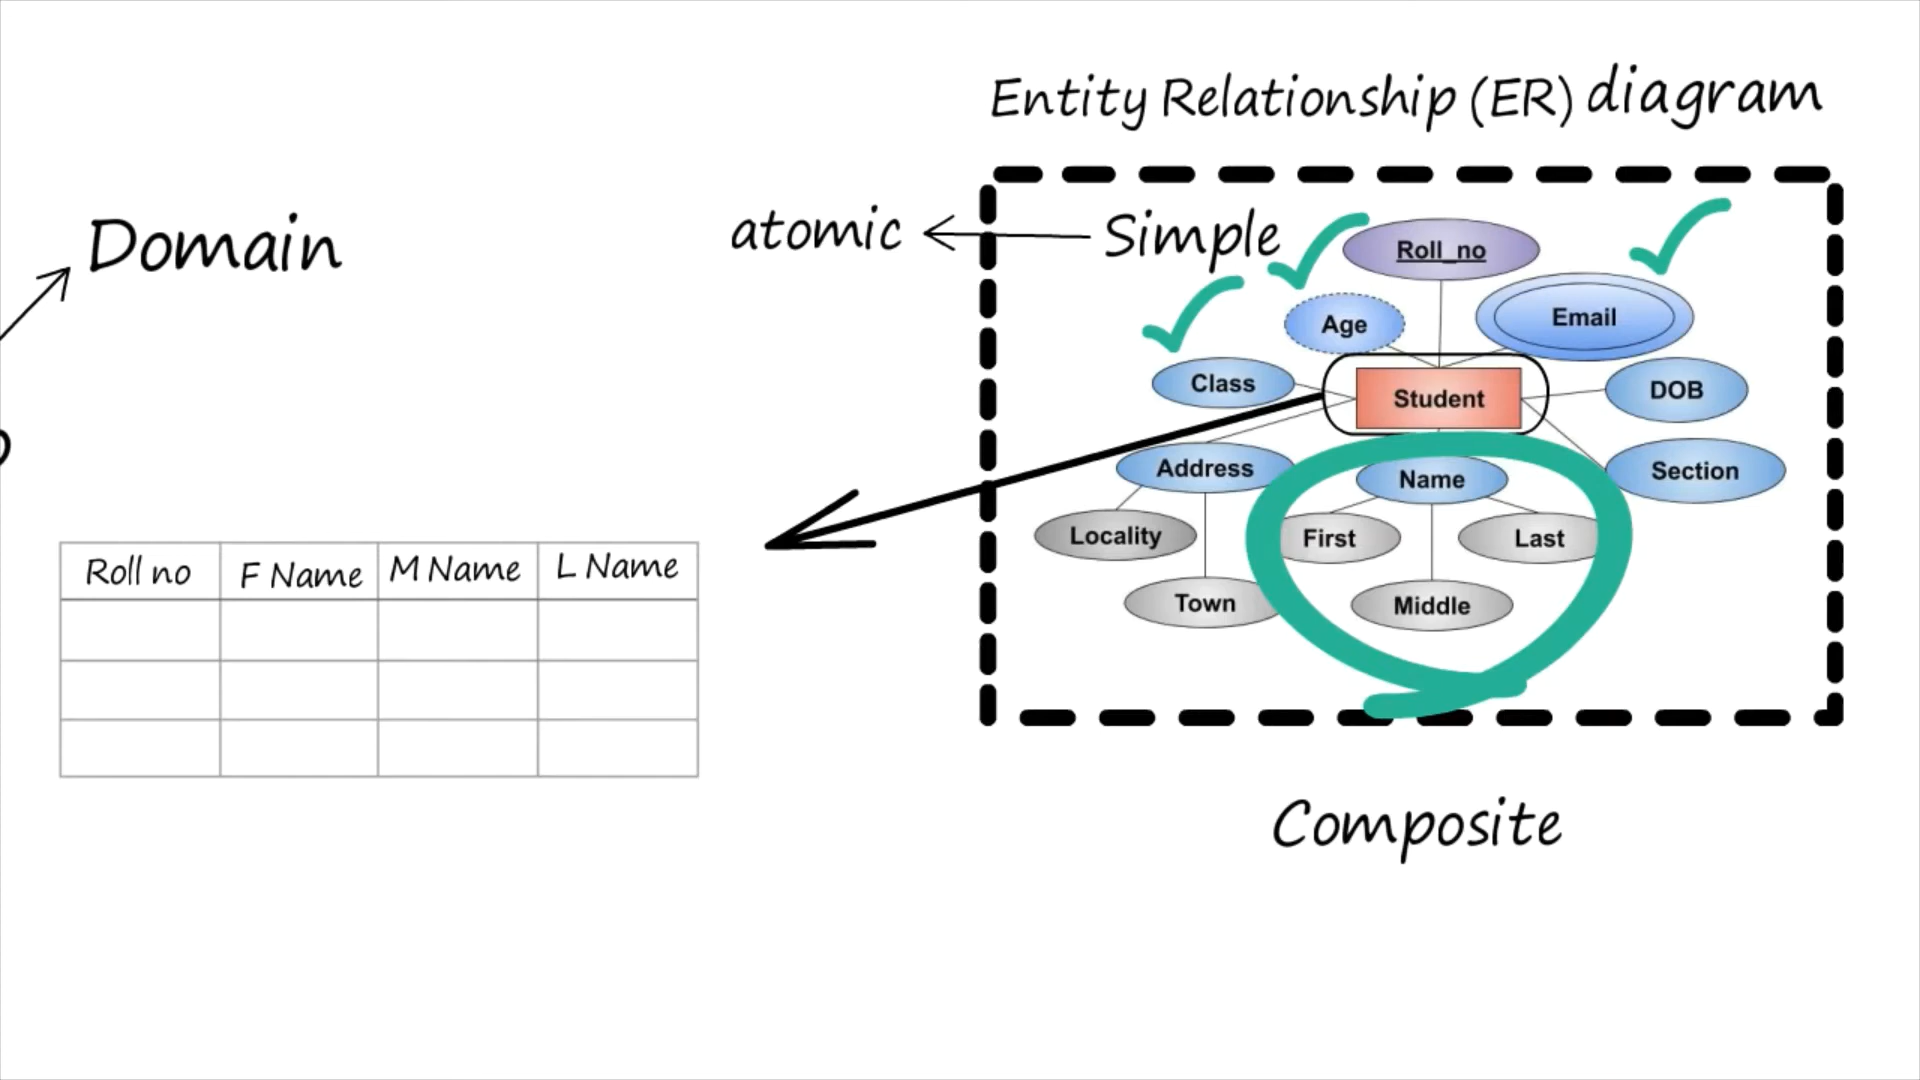 Entity Relationship (ER) diagram
Domain
atomic
Simple
Roll_no
Age
Email
Class
Student
DOB
Address
Name
Section
Locality
First
Last
Town
Middle
Roll no F Name M Name L Name
Composite